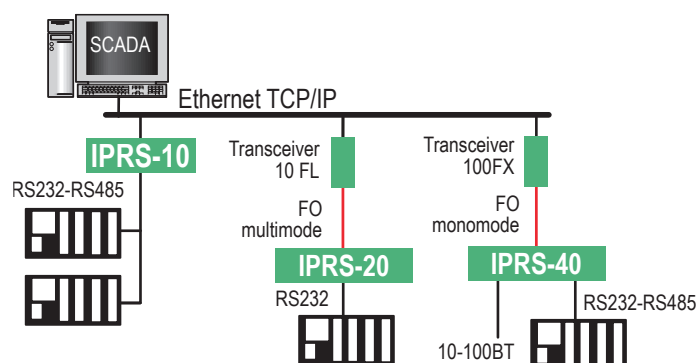 SCADA
Ethernet TCP/IP
IPRS-10
Transceiver
10 FL
Transceiver
100FX
RS232-RS485
FO
multimode
FO
monomode
IPRS-20
IPRS-40
RS232
RS232-RS485
10-100BT